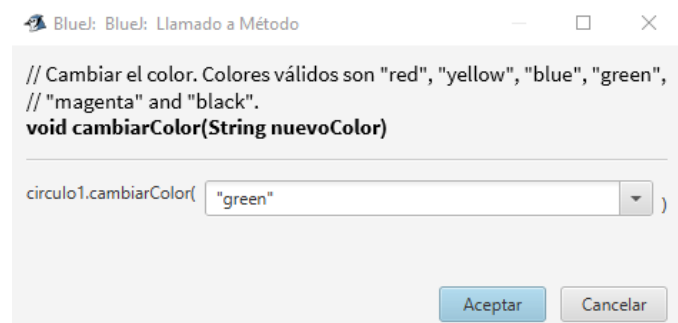 BlueJ: BlueJ: Llamado a Método
// Cambiar el color. Colores válidos son "red", "yellow", "blue", "green",
// "magenta" and "black".
void cambiarColor(String nuevoColor)
circulo1.cambiarColor( "green" )
Aceptar Cancelar